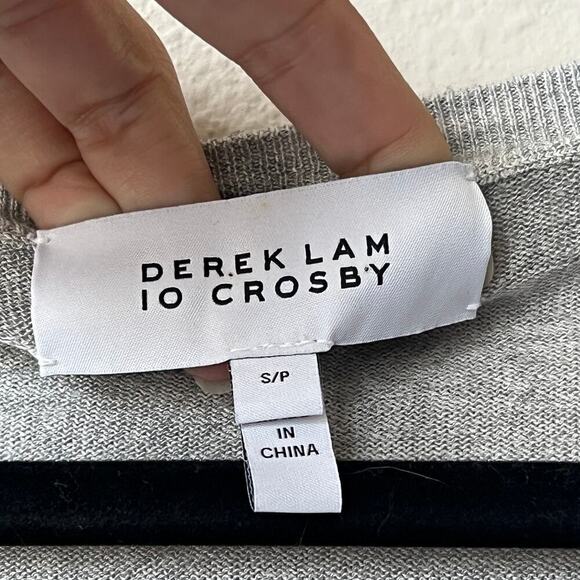 DEREK LAM
10 CROSBY
S/P
IN
CHINA